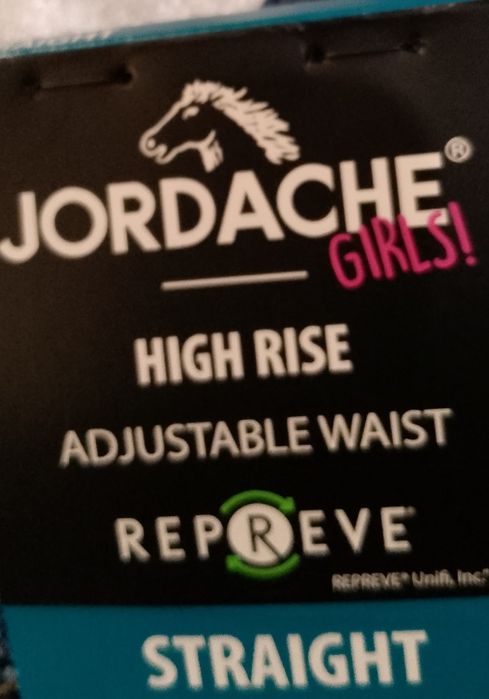 JORDACHE®
GIRLS!
HIGH RISE
ADJUSTABLE WAIST
REPREVE®
REPREVE® Unifi, Inc.
STRAIGHT